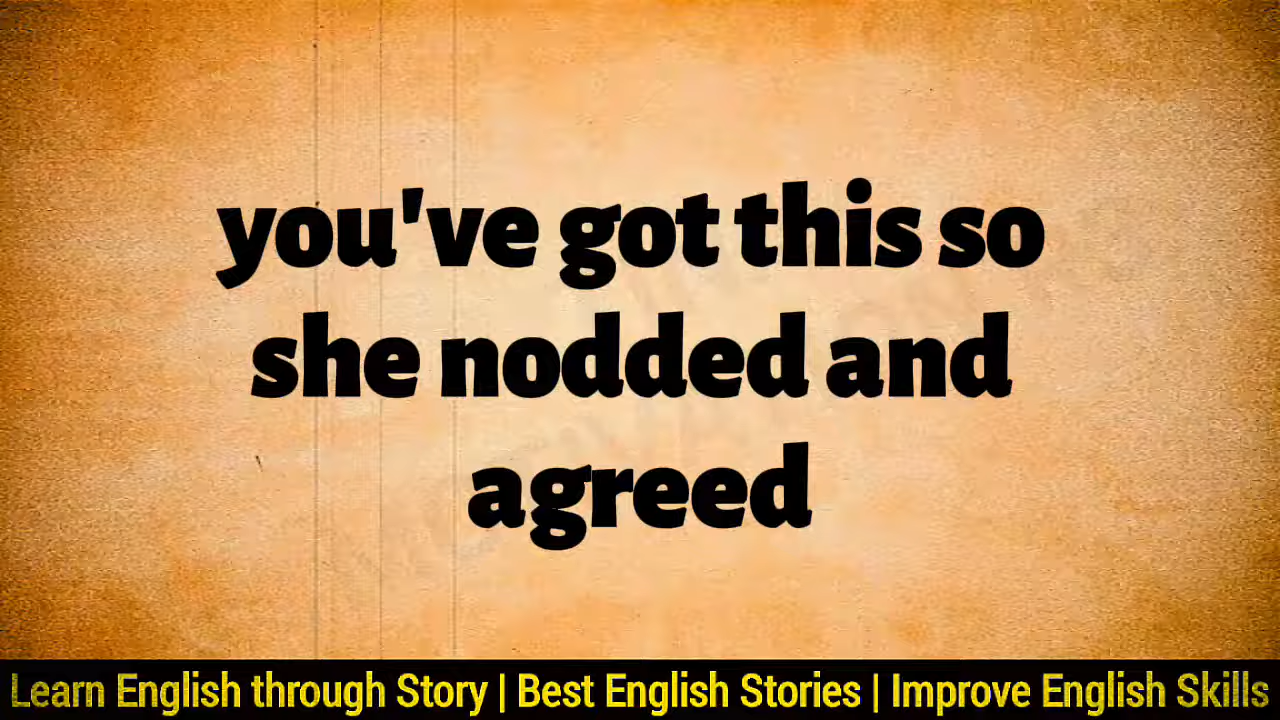 you've got this so
she nodded and
agreed
Learn English through Story | Best English Stories | Improve English Skills